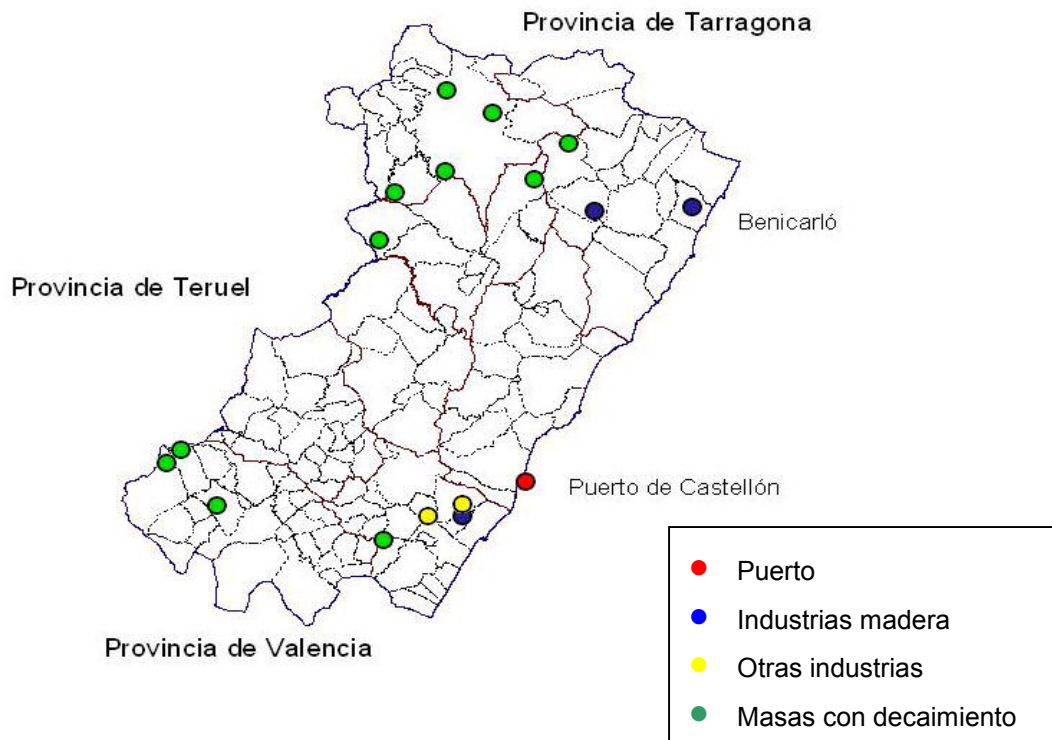 Provincia de Tarragona
Benicarló
Provincia de Teruel
Puerto de Castellón
Provincia de Valencia
Puerto
Industrias madera
Otras industrias
Masas con decaimiento